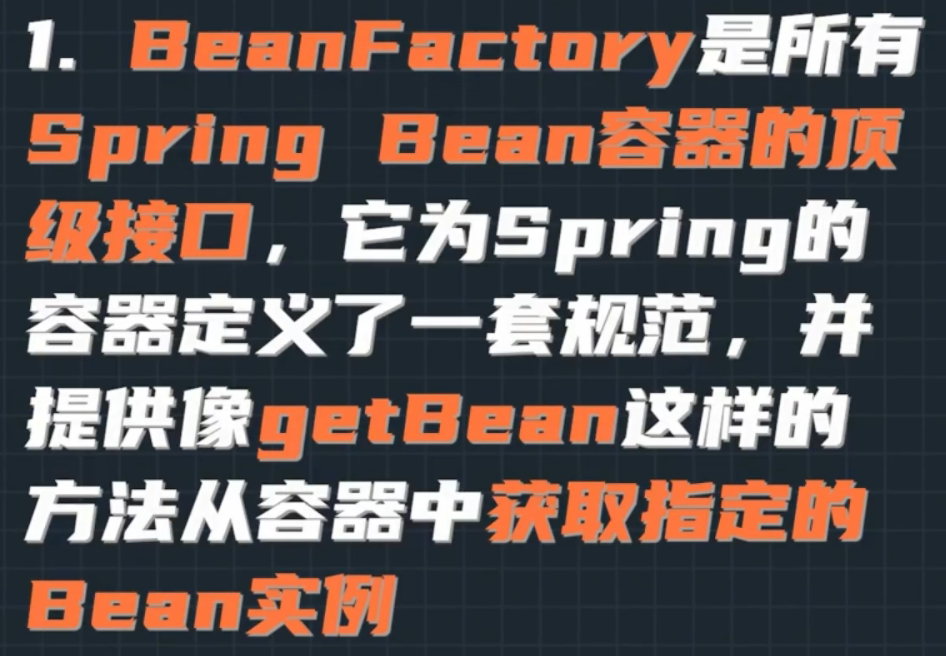 1. BeanFactory是所有
Spring Bean容器的顶
级接口，它为Spring的
容器定义了一套规范，并
提供像getBean这样的
方法从容器中获取指定的
Bean实例